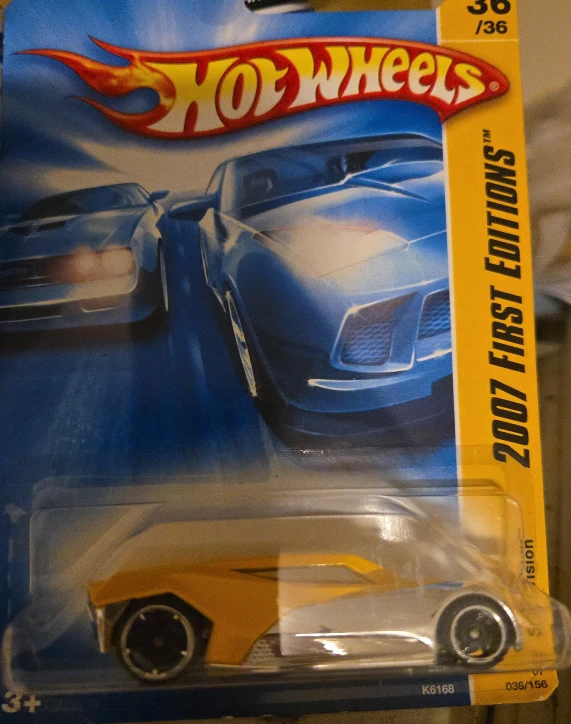 36
/36
HOT WHEELS®
2007 FIRST EDITIONS™
ision
3+
K6168
036/156